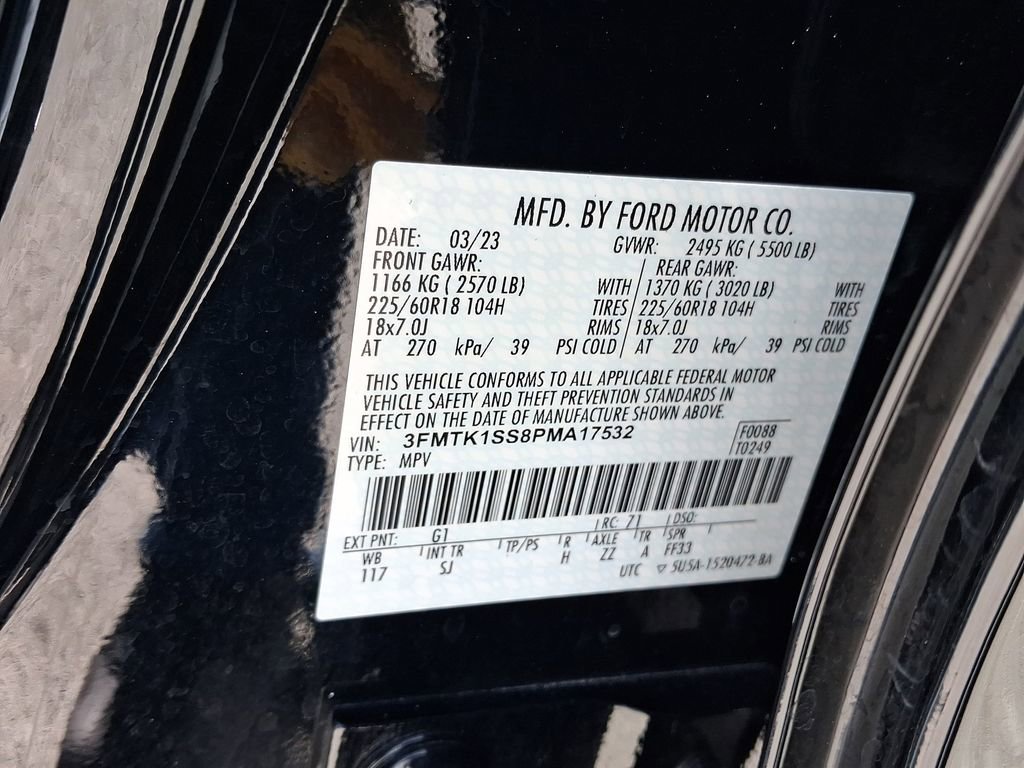 MFD. BY FORD MOTOR CO.
DATE: 03/23 GVWR: 2495 KG ( 5500 LB)
FRONT GAWR: REAR GAWR:
1166 KG ( 2570 LB) WITH 1370 KG ( 3020 LB) WITH
225/60R18 104H TIRES 225/60R18 104H TIRES
18x7.0J RIMS 18x7.0J RIMS
AT 270 kPa/ 39 PSI COLD AT 270 kPa/ 39 PSI COLD
THIS VEHICLE CONFORMS TO ALL APPLICABLE FEDERAL MOTOR
VEHICLE SAFETY AND THEFT PREVENTION STANDARDS IN
EFFECT ON THE DATE OF MANUFACTURE SHOWN ABOVE.
VIN: 3FMTK1SS8PMA17532 F0088
TYPE: MPV T0249
EXT PNT: G1 RC: 71 DSO:
WB INT TR TP/PS R AXLE TR SPR
117 SJ H ZZ A FF33
UTC ▽ 5U5A-1520472-BA